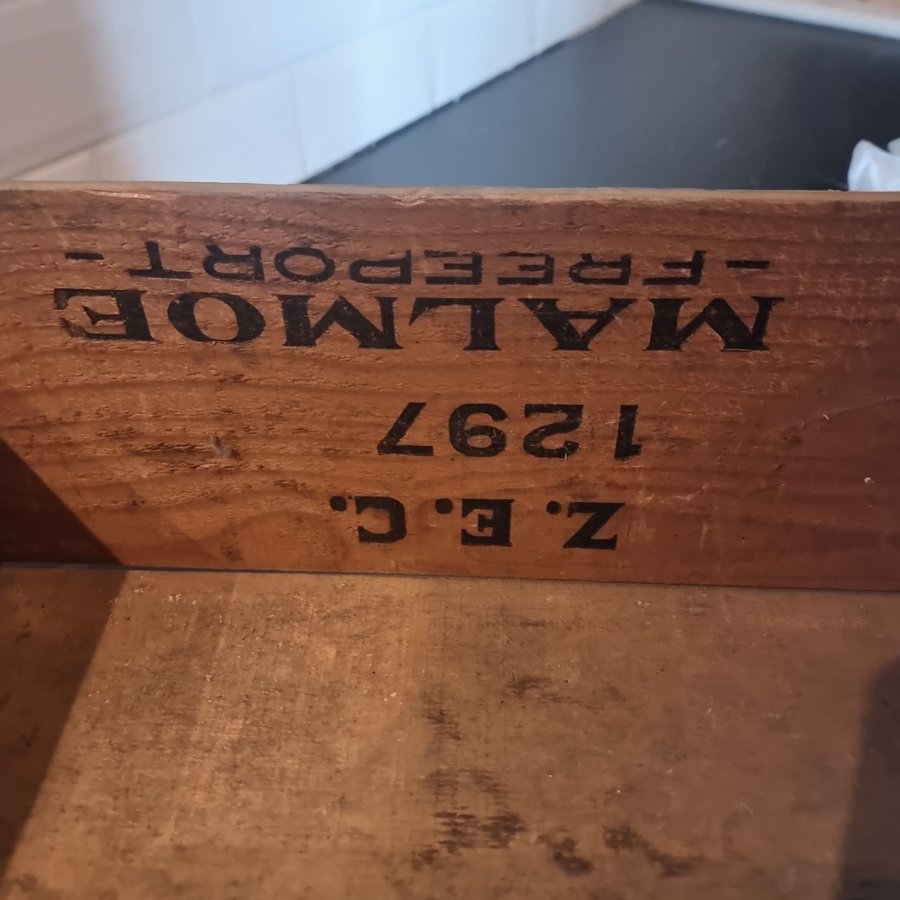 Z.E.C.
1297
MALMOE
-FREEPORT-